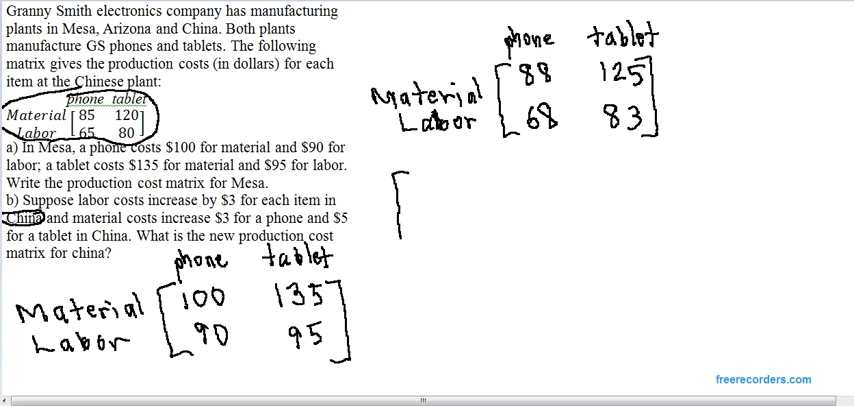 Granny Smith electronics company has manufacturing
plants in Mesa, Arizona and China. Both plants
manufacture GS phones and tablets. The following
matrix gives the production costs (in dollars) for each
item at the Chinese plant:
phone tablet
Material [ 85 120 ]
Labor [ 65 80 ]
a) In Mesa, a phone costs $100 for material and $90 for
labor; a tablet costs $135 for material and $95 for labor.
Write the production cost matrix for Mesa.
b) Suppose labor costs increase by $3 for each item in
China and material costs increase $3 for a phone and $5
for a tablet in China. What is the new production cost
matrix for china?
phone tablet
Material [ 100 135 ]
Labor [ 90 95 ]
phone tablet
Material [ 88 125 ]
Labor [ 68 83 ]
[
freerecorders.com